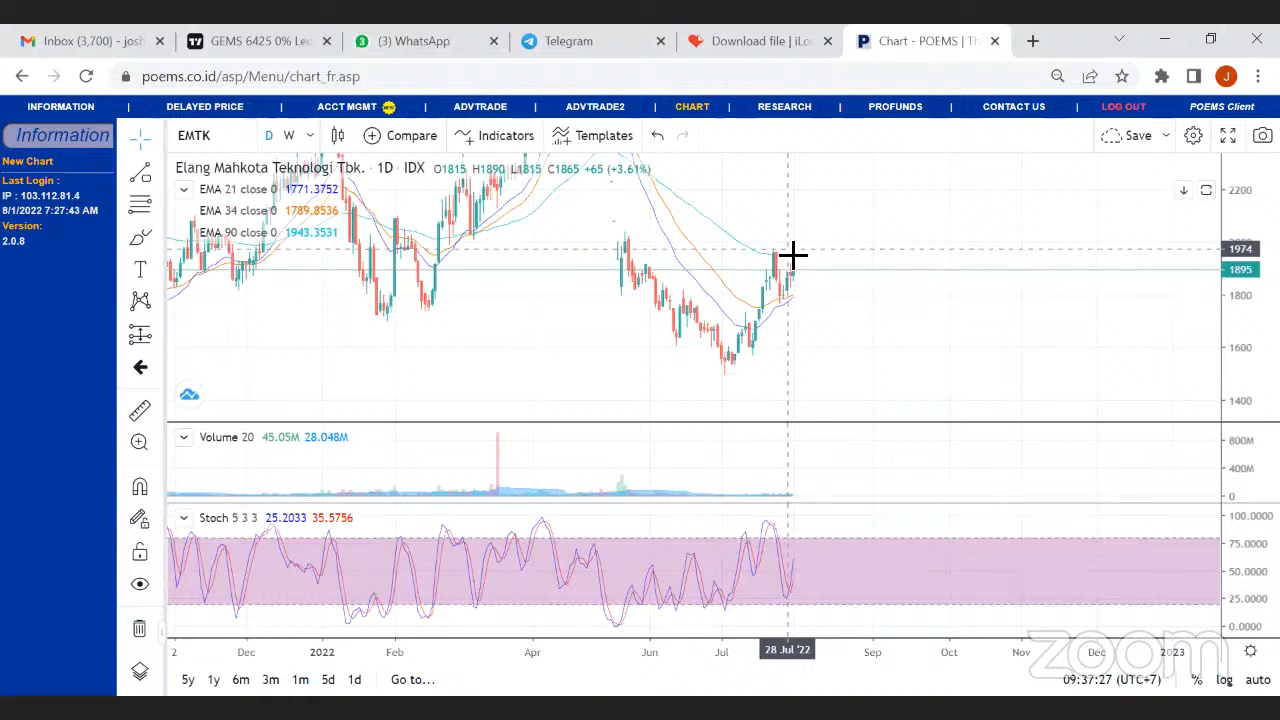 Inbox (3,700) - josh
GEMS 6425 0% Le
(3) WhatsApp
Telegram
Download file | iLo
Chart - POEMS | Th
poems.co.id/asp/Menu/chart_fr.asp
J
INFORMATION | DELAYED PRICE | ACCT MGMT NEW | ADVTRADE | ADVTRADE2 | CHART | RESEARCH | PROFUNDS | CONTACT US | LOG OUT POEMS Client
Information
New Chart
Last Login :
IP : 103.112.81.4
8/1/2022 7:27:43 AM
Version:
2.0.8
EMTK D W Compare Indicators Templates Save
Elang Mahkota Teknologi Tbk. · 1D · IDX O1815 H1890 L1815 C1865 +65 (+3.61%)
EMA 21 close 0 1771.3752
EMA 34 close 0 1789.8536
EMA 90 close 0 1943.3531
2200
1974
1895
1800
1600
1400
Volume 20 45.05M 28.048M
800M
400M
0
Stoch 5 3 3 25.2033 35.5756
100.0000
75.0000
50.0000
25.0000
0.0000
2 Dec 2022 Feb Apr Jun Jul 28 Jul '22 Sep Oct Nov Dec 2023
zoom
5y 1y 6m 3m 1m 5d 1d Go to... 09:37:27 (UTC+7) % log auto